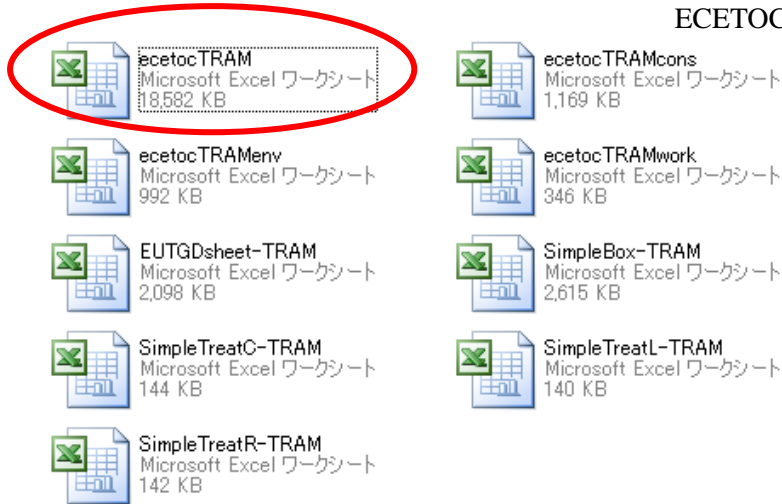 ECETOC
ecetocTRAM
Microsoft Excel ワークシート
18,582 KB
ecetocTRAMcons
Microsoft Excel ワークシート
1,169 KB
ecetocTRAMenv
Microsoft Excel ワークシート
992 KB
ecetocTRAMwork
Microsoft Excel ワークシート
346 KB
EUTGDsheet-TRAM
Microsoft Excel ワークシート
2,098 KB
SimpleBox-TRAM
Microsoft Excel ワークシート
2,615 KB
SimpleTreatC-TRAM
Microsoft Excel ワークシート
144 KB
SimpleTreatL-TRAM
Microsoft Excel ワークシート
140 KB
SimpleTreatR-TRAM
Microsoft Excel ワークシート
142 KB